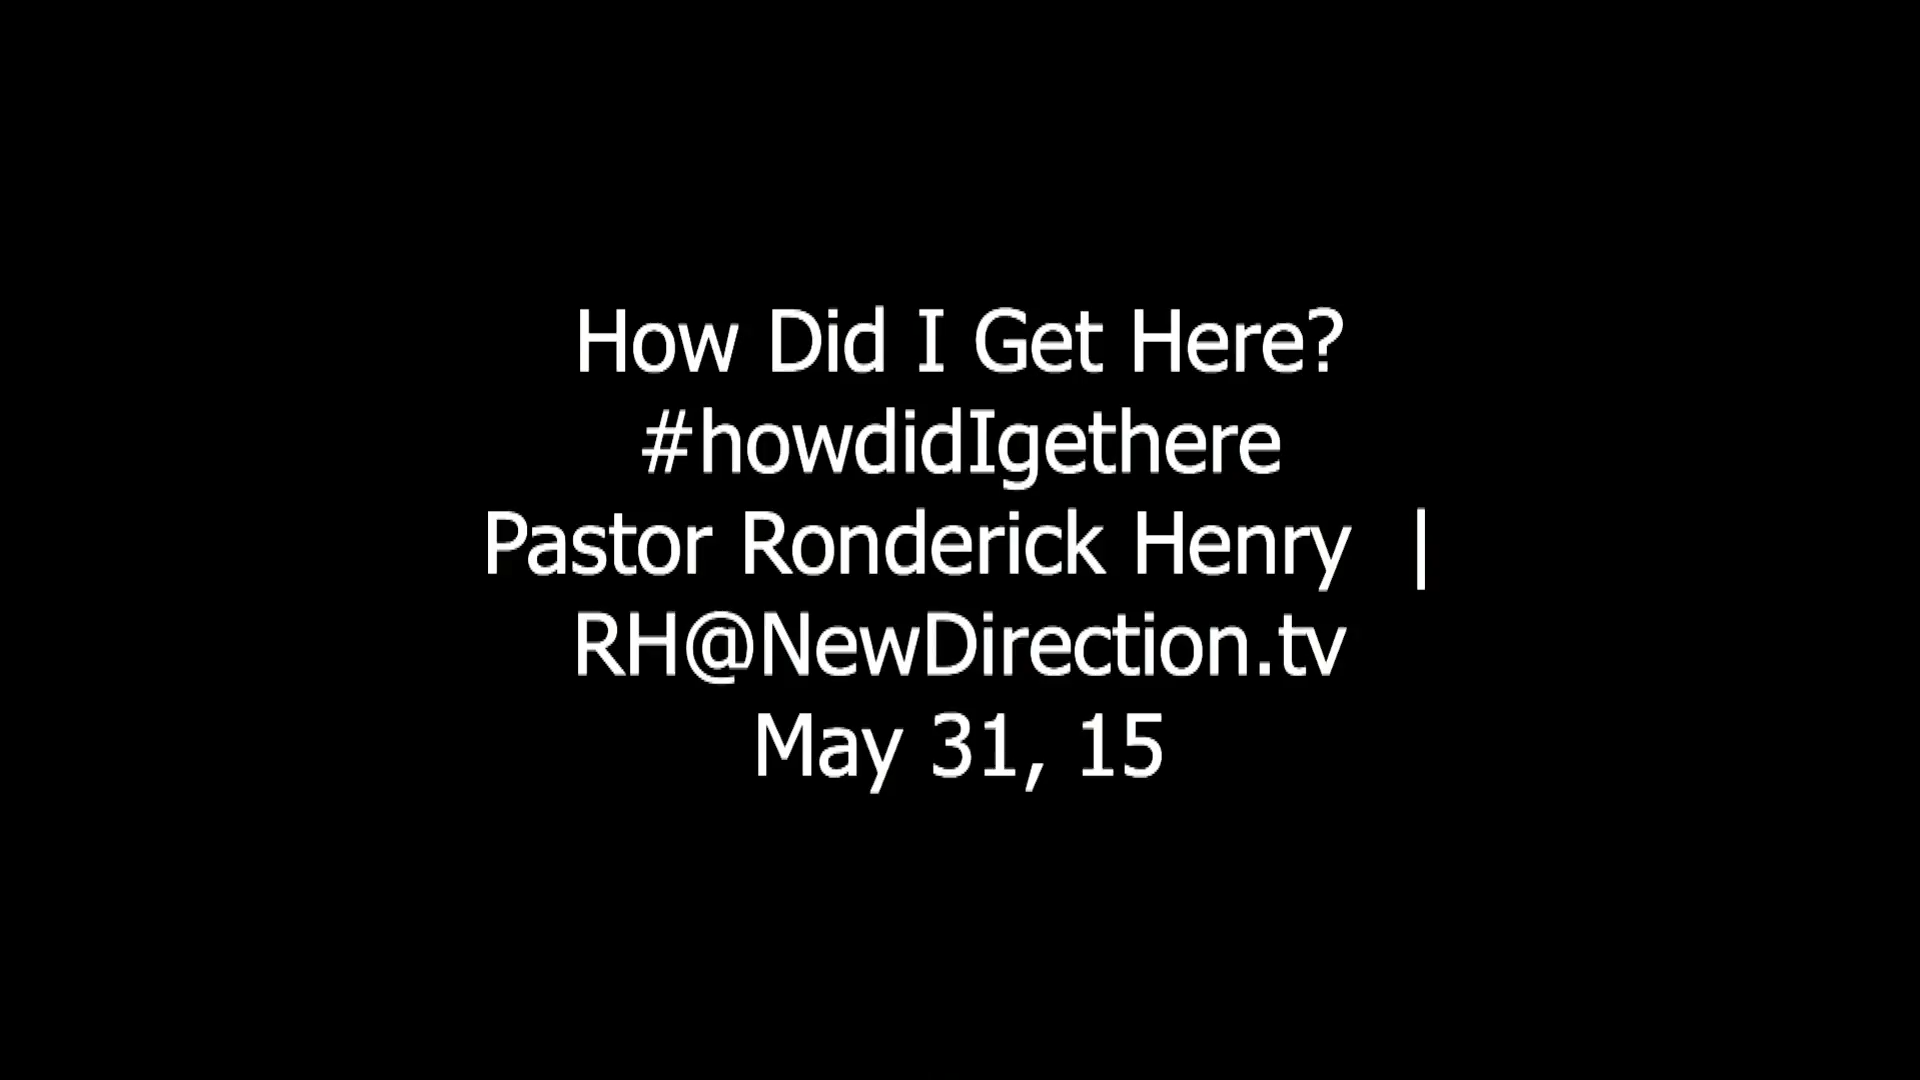 How Did I Get Here?
#howdidIgethere
Pastor Ronderick Henry  |
RH@NewDirection.tv
May 31, 15